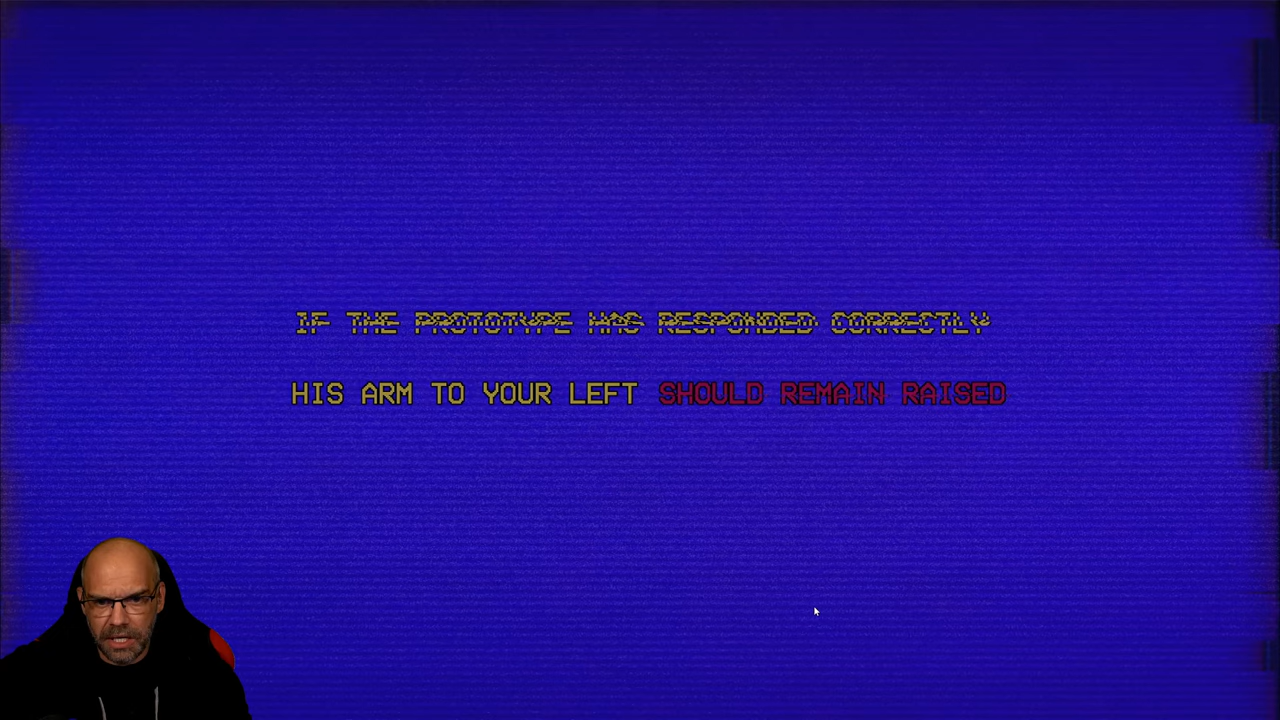 IF THE PROTOTYPE HAS RESPONDED CORRECTLY
HIS ARM TO YOUR LEFT SHOULD REMAIN RAISED